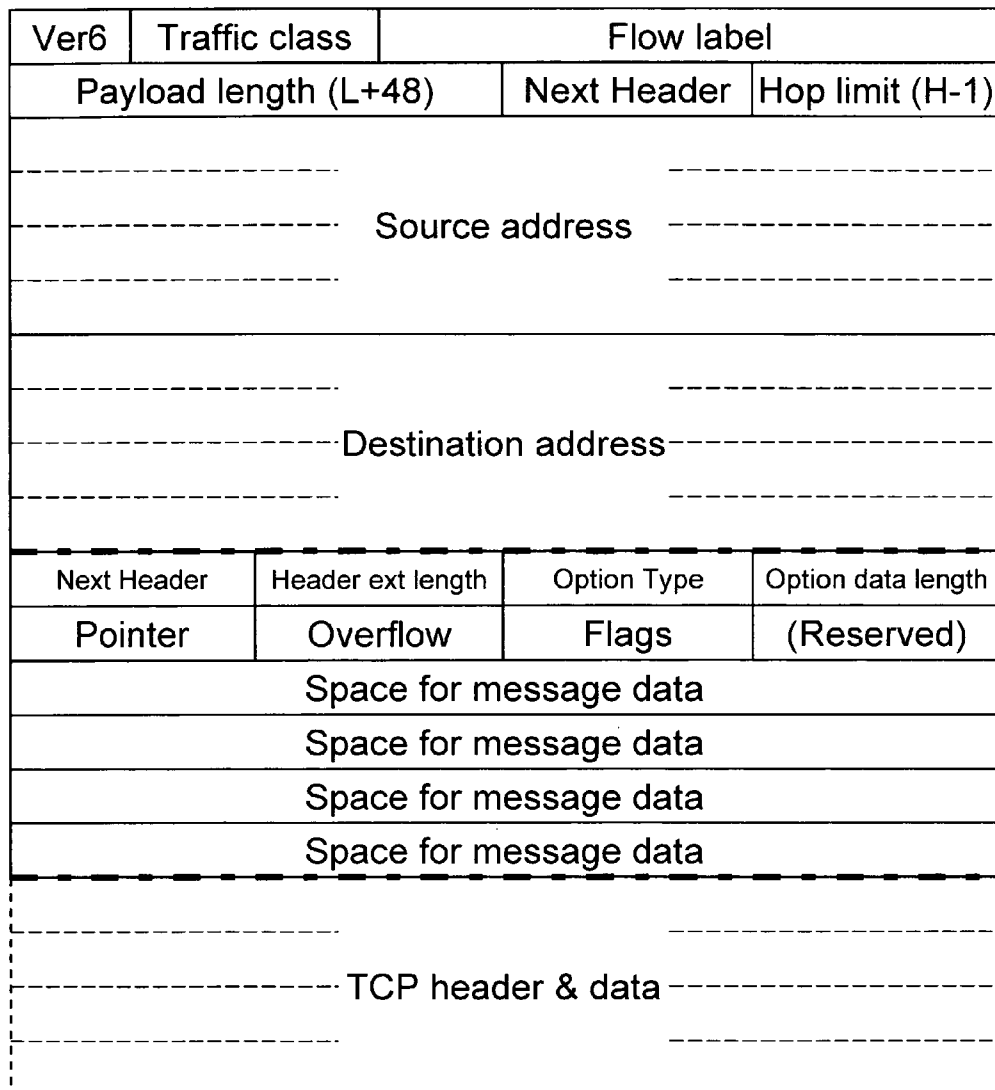 Ver6 Traffic class Flow label
Payload length (L+48) Next Header Hop limit (H-1)
Source address
Destination address
Next Header Header ext length Option Type Option data length
Pointer Overflow Flags (Reserved)
Space for message data
Space for message data
Space for message data
Space for message data
TCP header & data